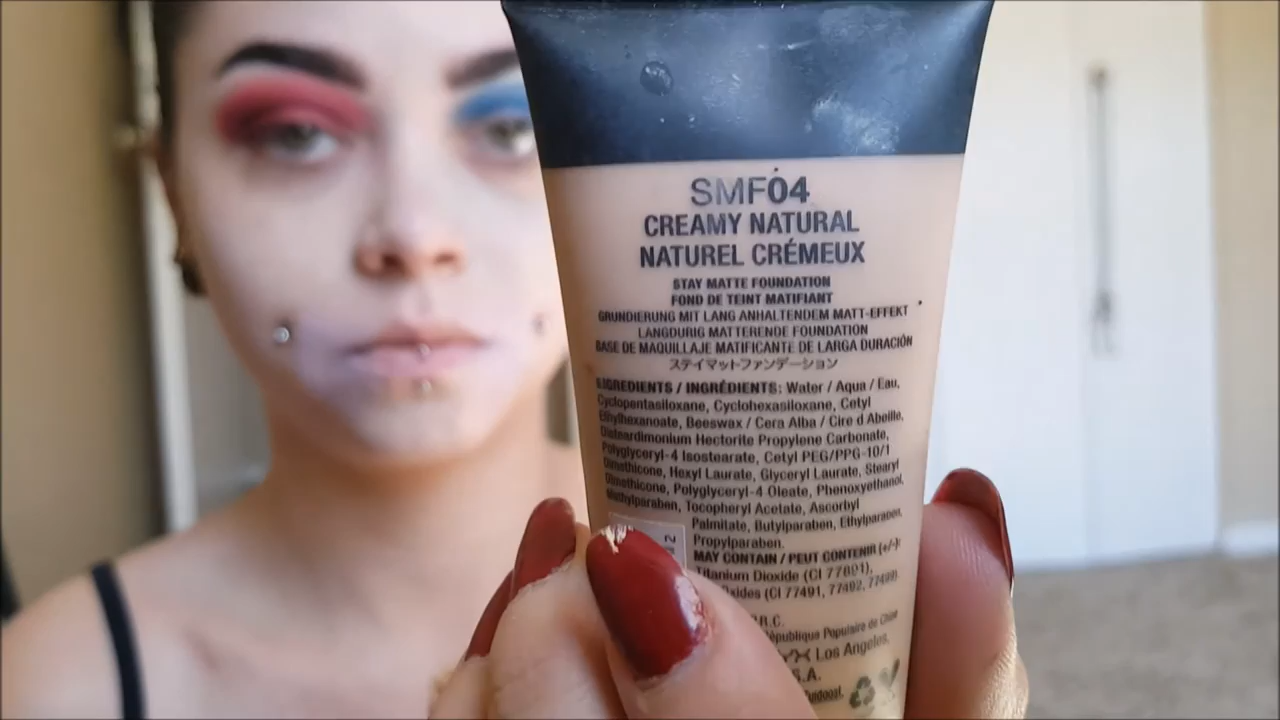 SMF04
CREAMY NATURAL
NATUREL CRÉMEUX
STAY MATTE FOUNDATION
FOND DE TEINT MATIFIANT
GRUNDIERUNG MIT LANG ANHALTENDEM MATT-EFFEKT
LANGDURIG MATTERENDE FOUNDATION
BASE DE MAQUILLAJE MATIFICANTE DE LARGA DURACIÓN
ステイマットファンデーション
INGREDIENTS / INGRÉDIENTS: Water / Aqua / Eau,
Cyclopentasiloxane, Cyclohexasiloxane, Cetyl
Ethylhexanoate, Beeswax / Cera Alba / Cire d Abeille,
Disteardimonium Hectorite Propylene Carbonate,
Polyglyceryl-4 Isostearate, Cetyl PEG/PPG-10/1
Dimethicone, Hexyl Laurate, Glyceryl Laurate, Stearyl
Dimethicone, Polyglyceryl-4 Oleate, Phenoxyethanol,
Methylparaben, Tocopheryl Acetate, Ascorbyl
Palmitate, Butylparaben, Ethylparaben,
Propylparaben.
MAY CONTAIN / PEUT CONTENIR (+/-):
Titanium Dioxide (CI 77891),
Oxides (CI 77491, 77492, 77499)
.R.C.
République Populaire de Chine
Los Angeles,
.S.A.